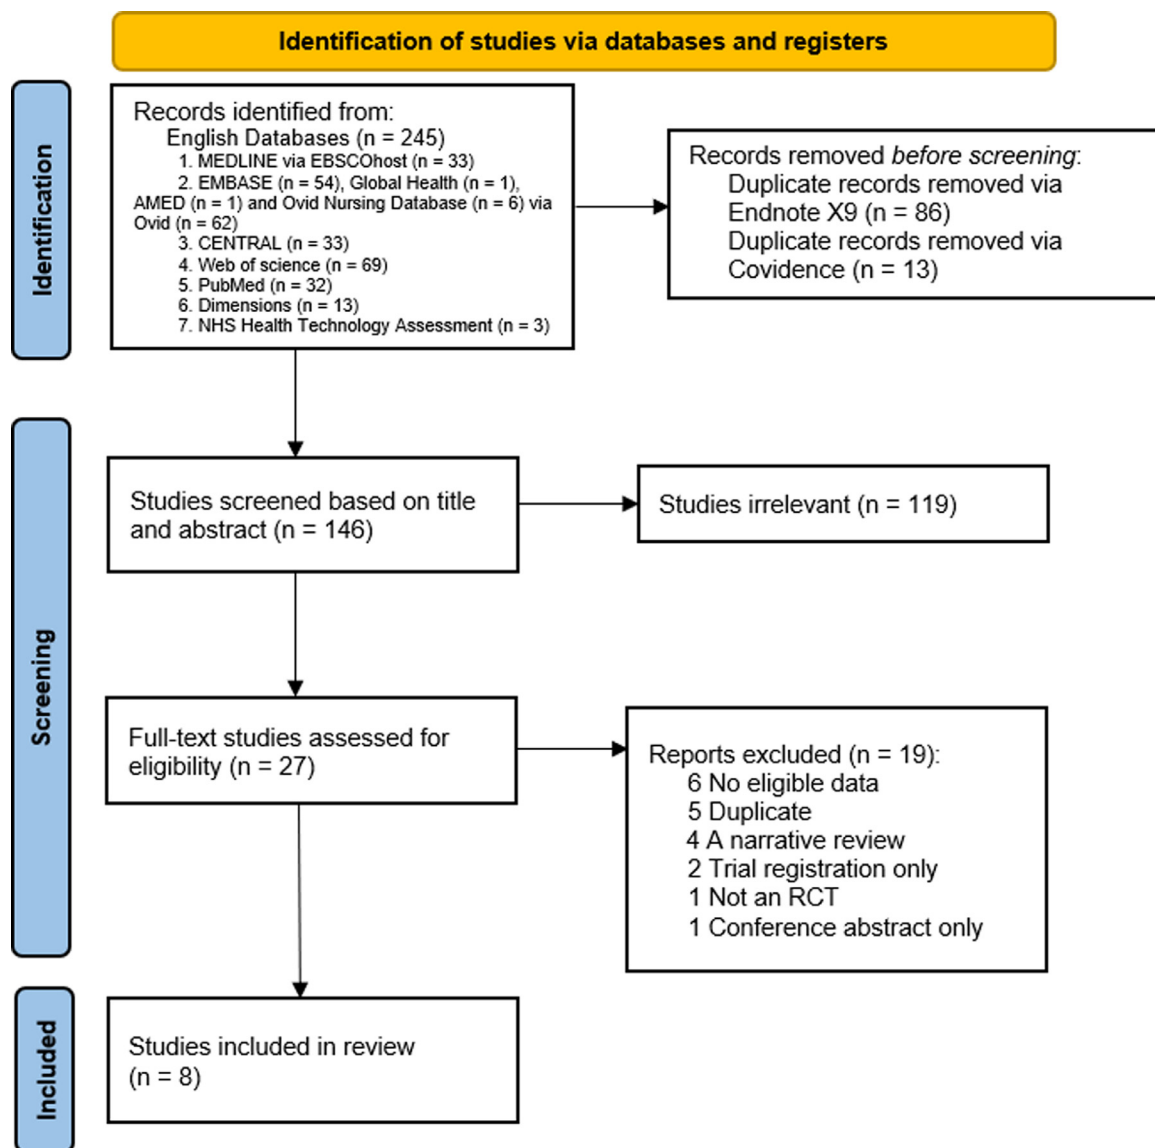 Identification of studies via databases and registers
Identification
Records identified from:
English Databases (n = 245)
1. MEDLINE via EBSCOhost (n = 33)
2. EMBASE (n = 54), Global Health (n = 1),
AMED (n = 1) and Ovid Nursing Database (n = 6) via
Ovid (n = 62)
3. CENTRAL (n = 33)
4. Web of science (n = 69)
5. PubMed (n = 32)
6. Dimensions (n = 13)
7. NHS Health Technology Assessment (n = 3)
Records removed before screening:
Duplicate records removed via
Endnote X9 (n = 86)
Duplicate records removed via
Covidence (n = 13)
Screening
Studies screened based on title
and abstract (n = 146)
Studies irrelevant (n = 119)
Full-text studies assessed for
eligibility (n = 27)
Reports excluded (n = 19):
6 No eligible data
5 Duplicate
4 A narrative review
2 Trial registration only
1 Not an RCT
1 Conference abstract only
Included
Studies included in review
(n = 8)